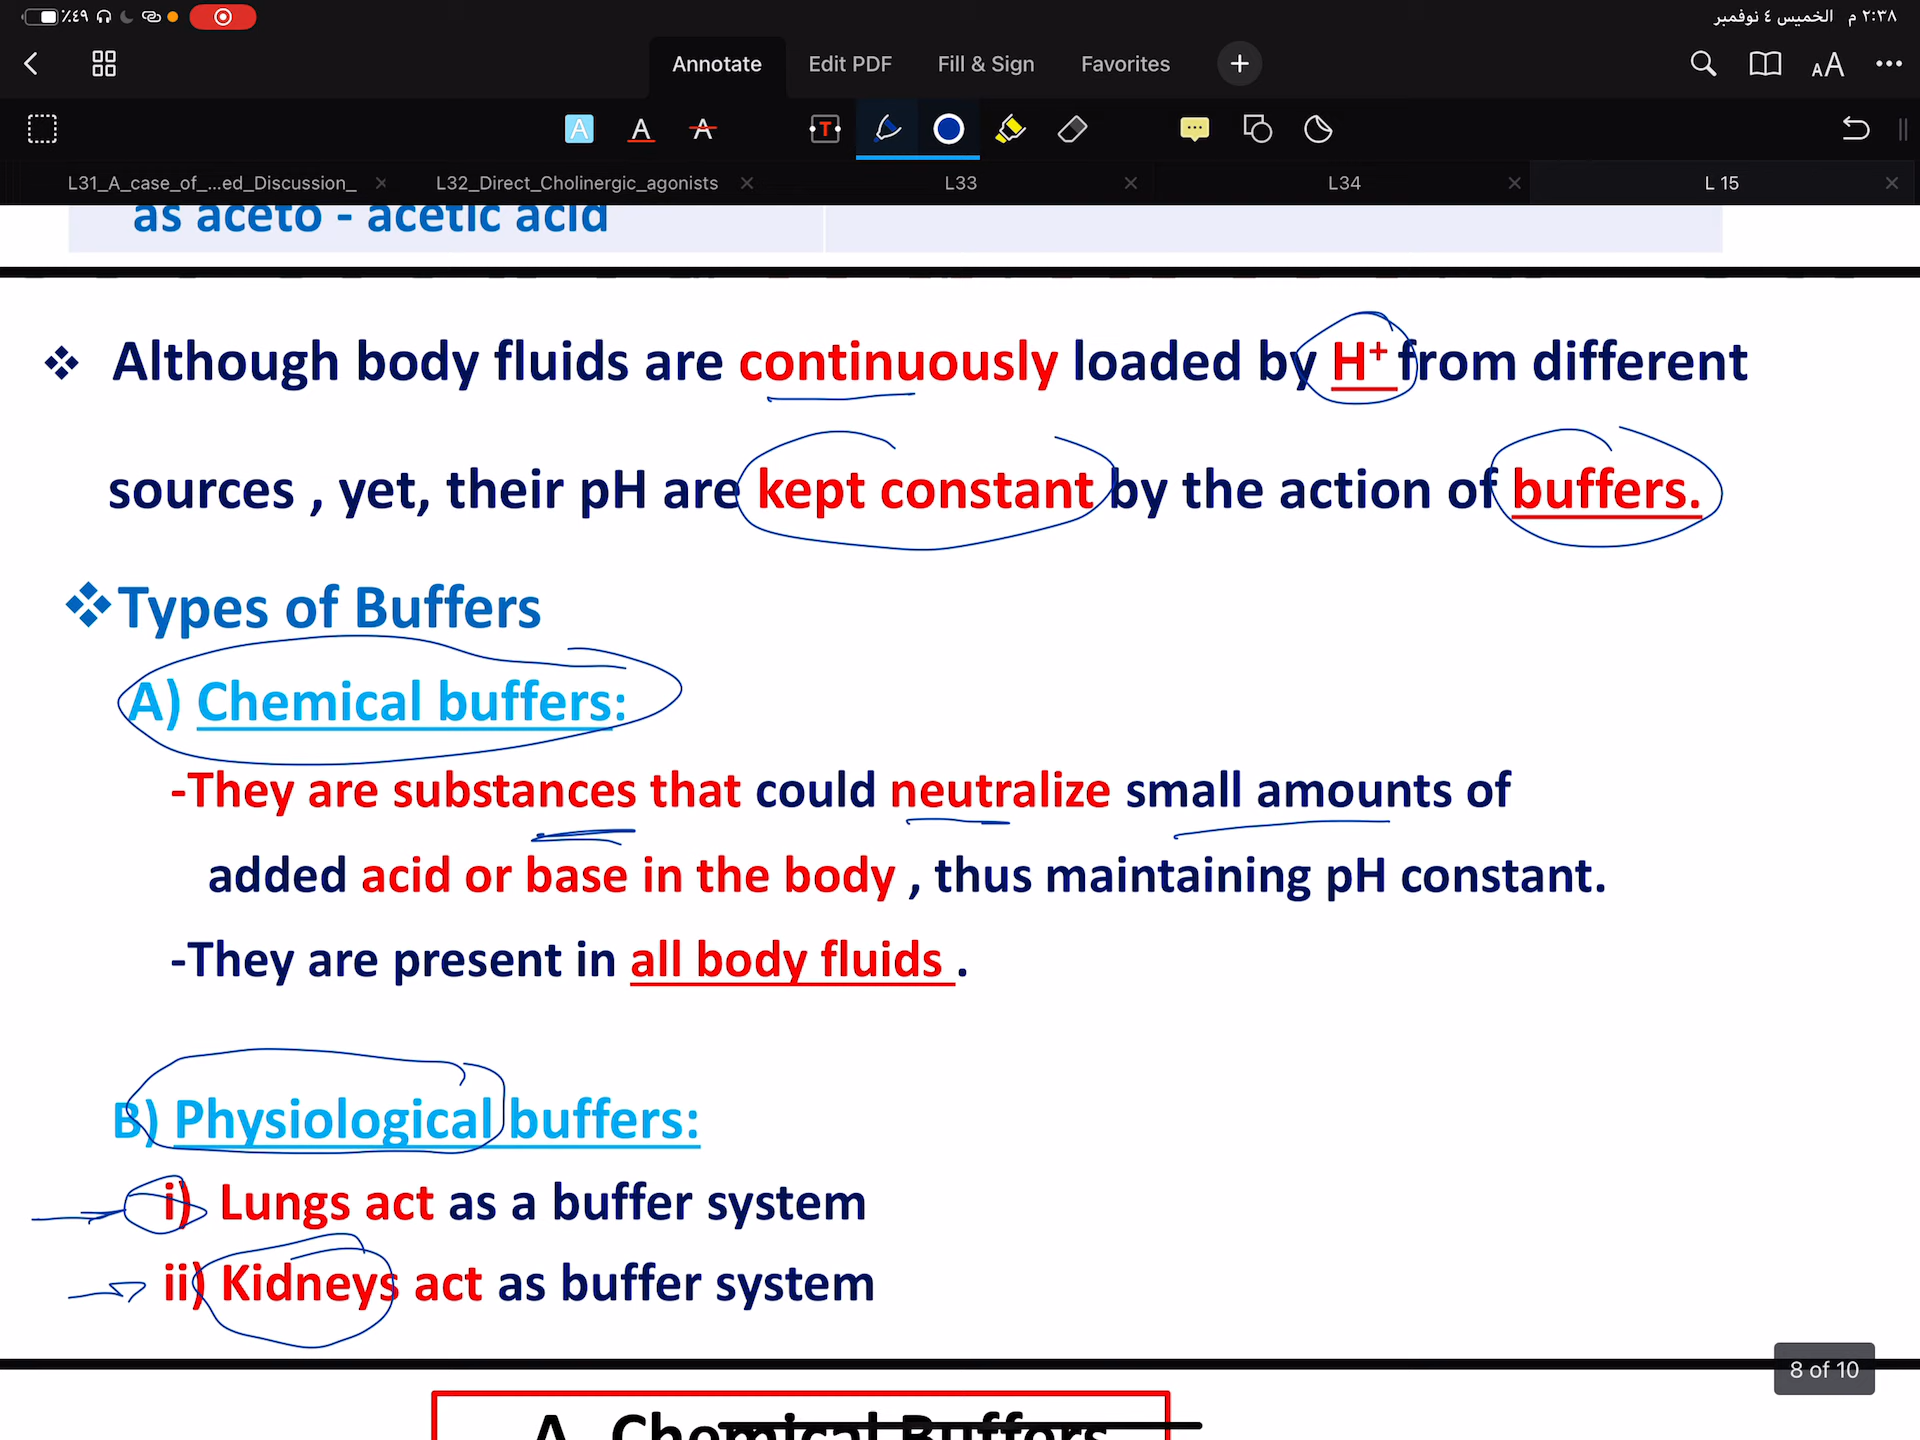 ٪٤٩
٢:٣٨ م الخميس ٤ نوفمبر
Annotate Edit PDF Fill & Sign Favorites
L31_A_case_of_...ed_Discussion_ L32_Direct_Cholinergic_agonists L33 L34 L 15
as aceto - acetic acid
❖ Although body fluids are continuously loaded by H⁺ from different
sources , yet, their pH are kept constant by the action of buffers.
❖Types of Buffers
A) Chemical buffers:
-They are substances that could neutralize small amounts of
added acid or base in the body , thus maintaining pH constant.
-They are present in all body fluids .
B) Physiological buffers:
i) Lungs act as a buffer system
ii) Kidneys act as buffer system
8 of 10
A. Chemical Buffers